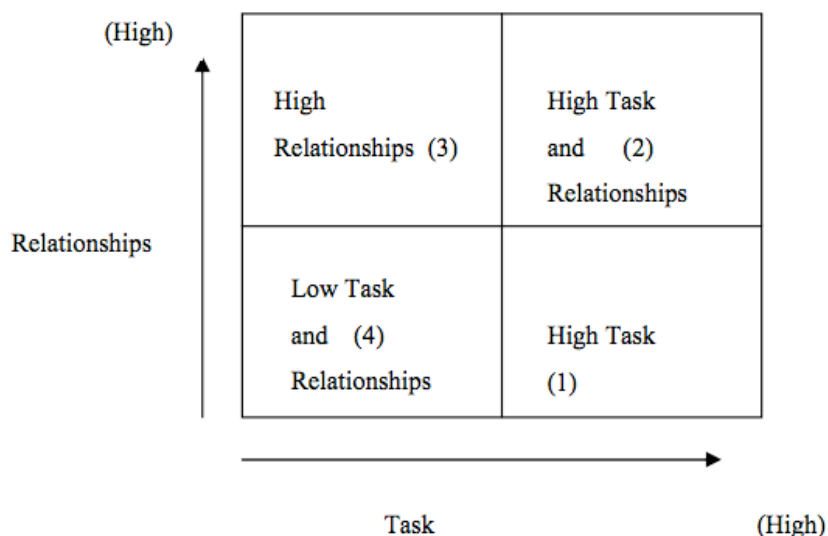 (High)
High
Relationships (3)
High Task
and (2)
Relationships
Relationships
Low Task
and (4)
Relationships
High Task
(1)
Task
(High)